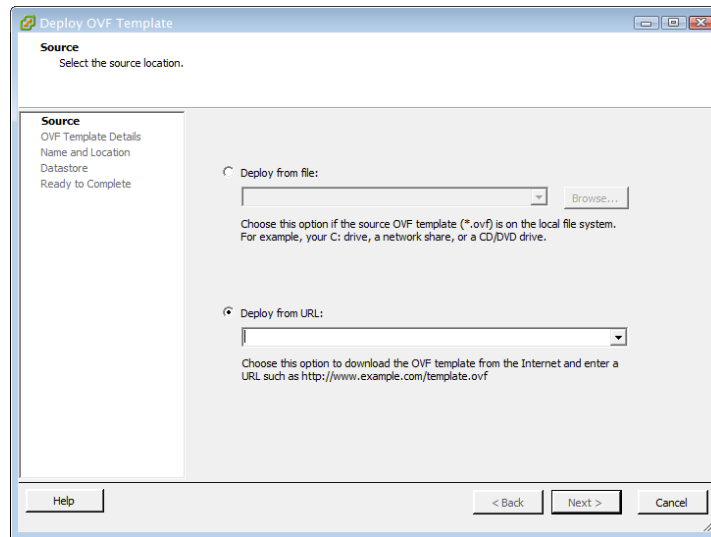 Deploy OVF Template
Source
Select the source location.
Source
OVF Template Details
Name and Location
Datastore
Ready to Complete
Deploy from file:
Browse...
Choose this option if the source OVF template (*.ovf) is on the local file system.
For example, your C: drive, a network share, or a CD/DVD drive.
Deploy from URL:
Choose this option to download the OVF template from the Internet and enter a
URL such as http://www.example.com/template.ovf
Help
< Back
Next >
Cancel